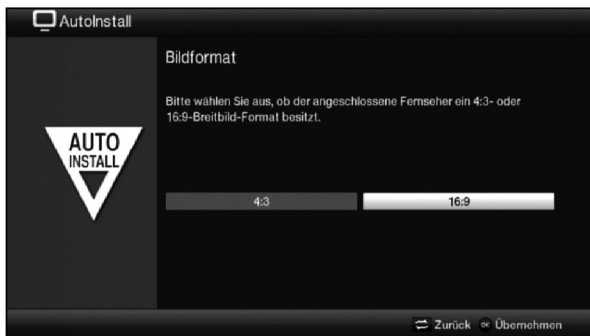 AutoInstall
Bildformat
Bitte wählen Sie aus, ob der angeschlossene Fernseher ein 4:3- oder
16:9-Breitbild-Format besitzt.
AUTO
INSTALL
4:3
16:9
Zurück OK Übernehmen